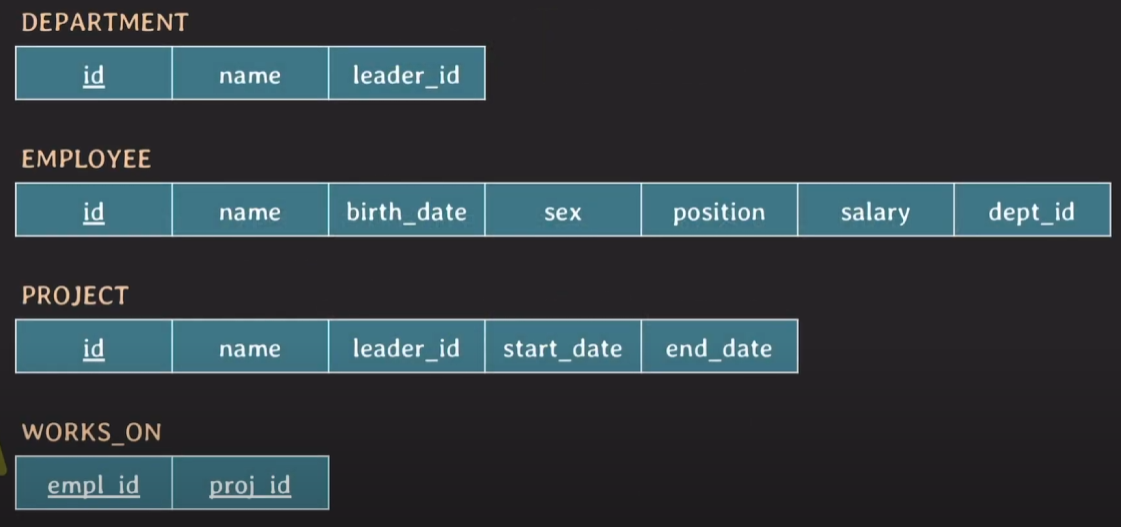 DEPARTMENT
id name leader_id
EMPLOYEE
id name birth_date sex position salary dept_id
PROJECT
id name leader_id start_date end_date
WORKS_ON
empl_id proj_id